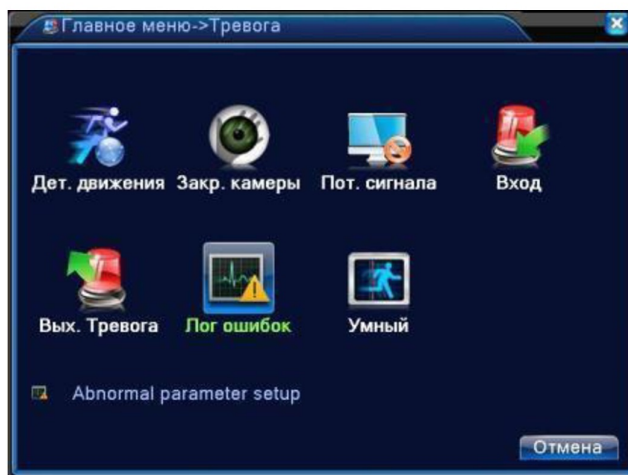 Главное меню->Тревога
Дет. движения Закр. камеры Пот. сигнала Вход
Вых. Тревога Лог ошибок Умный
Abnormal parameter setup
Отмена